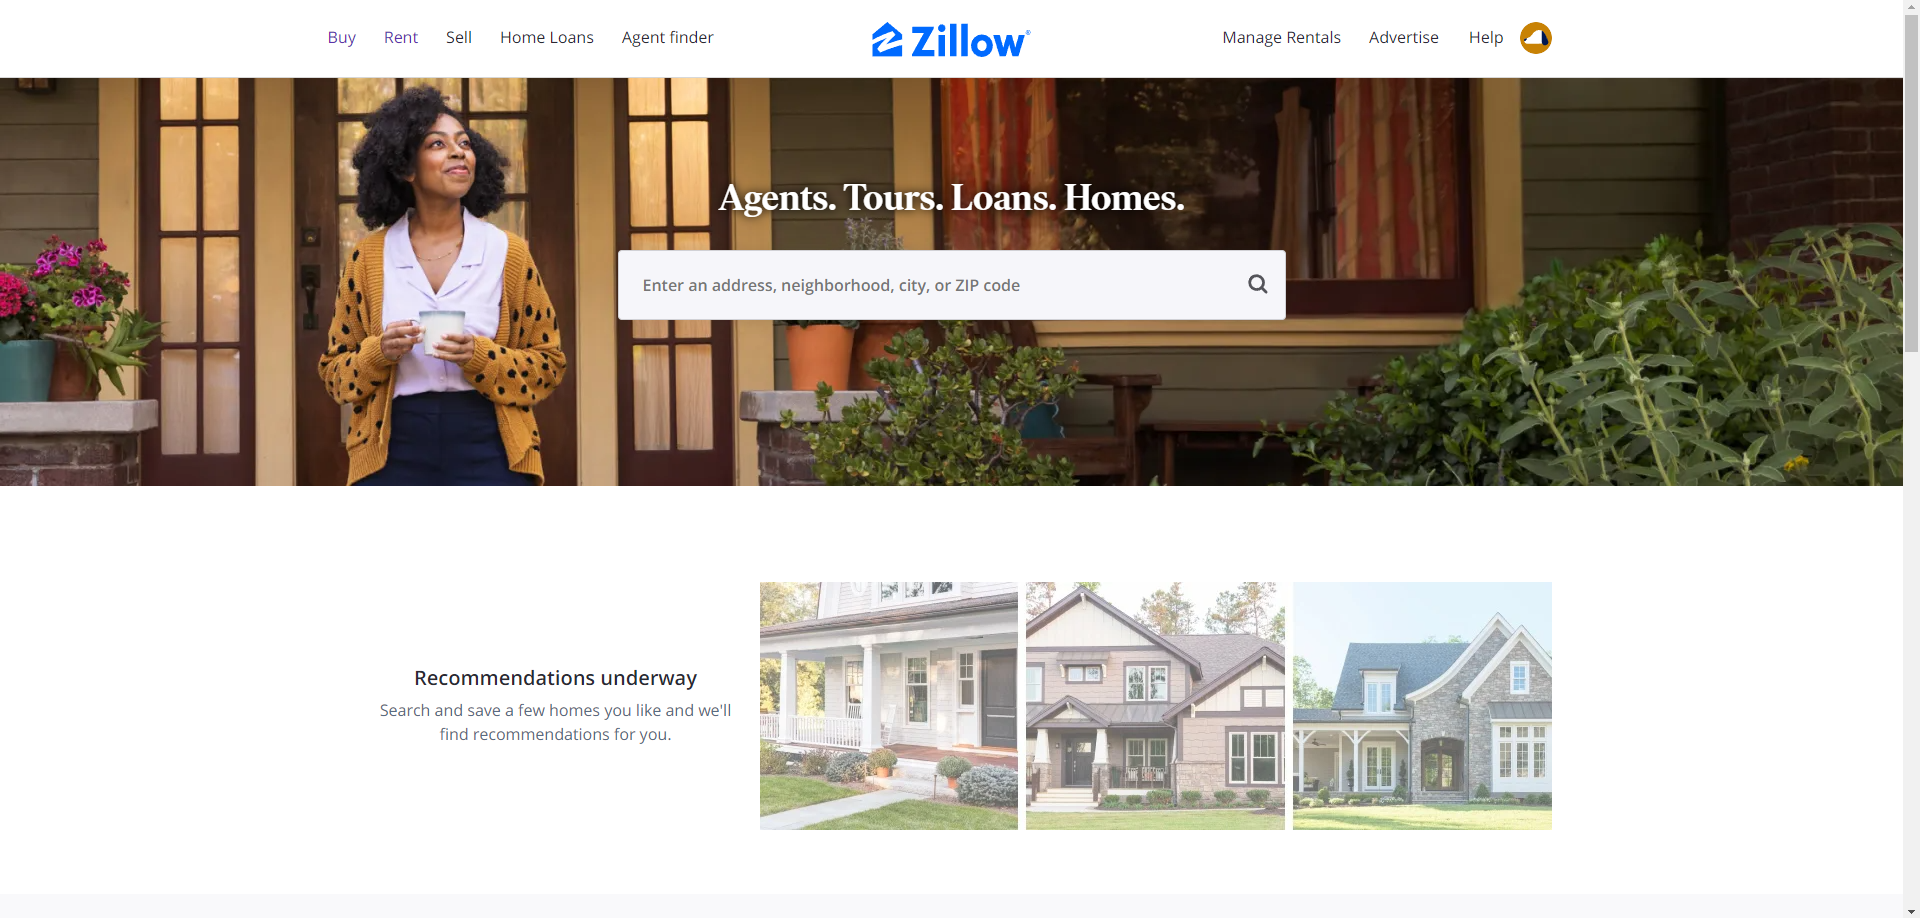 Buy
Rent
Sell
Home Loans
Agent finder
Zillow®
Manage Rentals
Advertise
Help
Agents. Tours. Loans. Homes.
Enter an address, neighborhood, city, or ZIP code
Recommendations underway
Search and save a few homes you like and we'll
find recommendations for you.